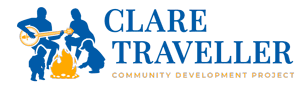 CLARE
TRAVELLER
COMMUNITY DEVELOPMENT PROJECT